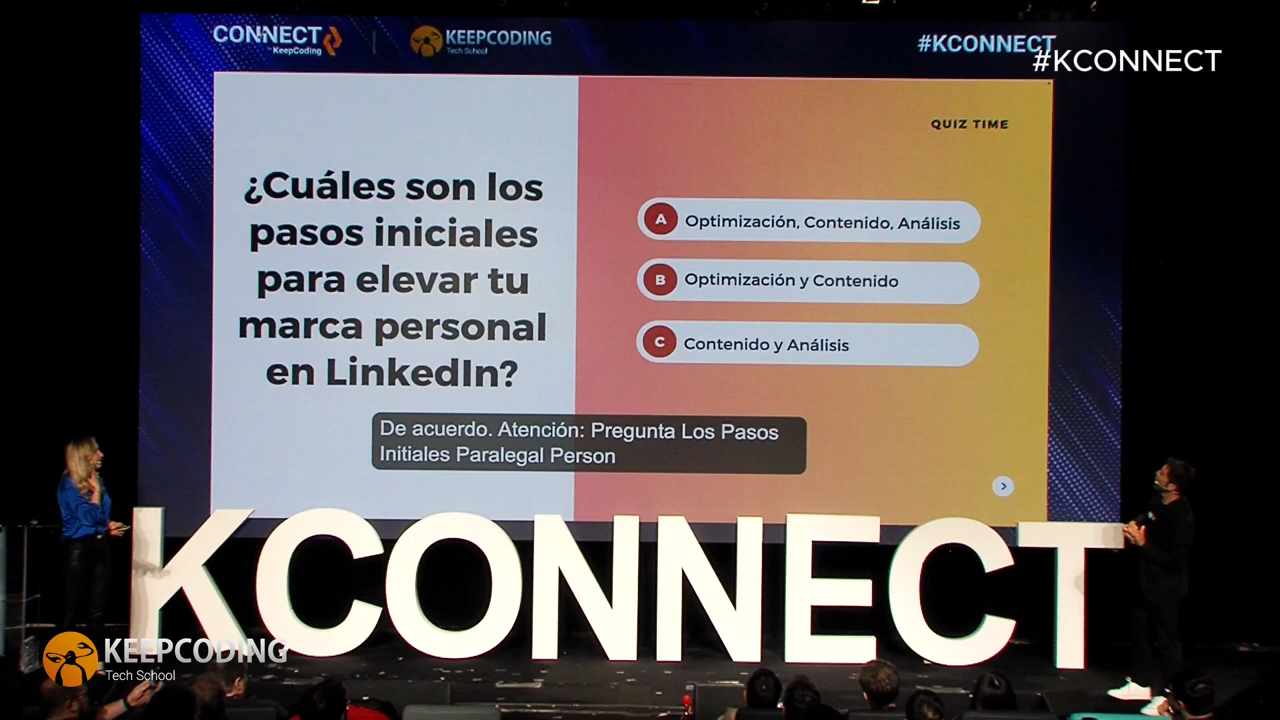 CONNECT
by KeepCoding
KEEPCODING
Tech School
#KCONNECT
#KCONNECT
QUIZ TIME
¿Cuáles son los
pasos iniciales
para elevar tu
marca personal
en LinkedIn?
A Optimización, Contenido, Análisis
B Optimización y Contenido
C Contenido y Análisis
De acuerdo. Atención: Pregunta Los Pasos
Initiales Paralegal Person
KCONNECT
KEEPCODING
Tech School